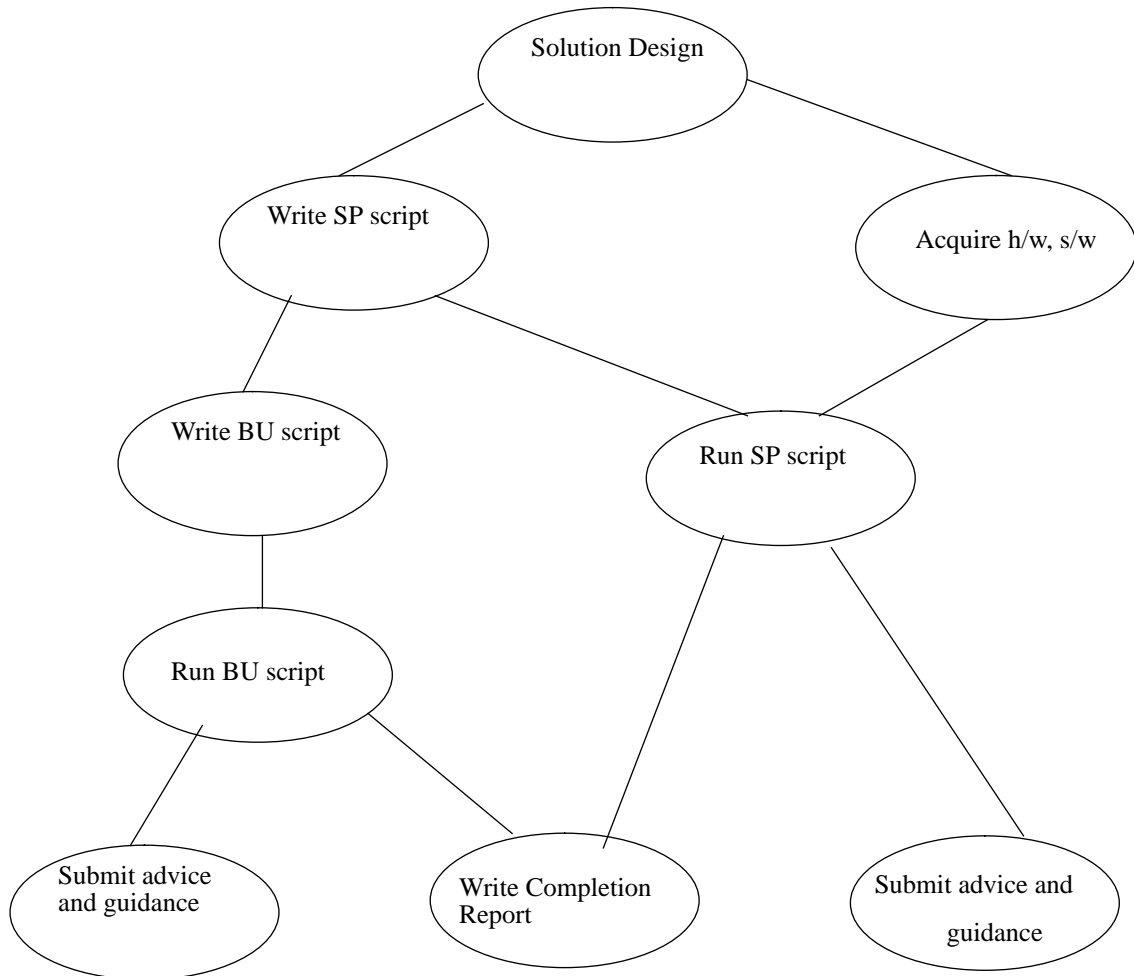 Solution Design
Write SP script
Acquire h/w, s/w
Write BU script
Run SP script
Run BU script
Submit advice
and guidance
Write Completion
Report
Submit advice and
guidance